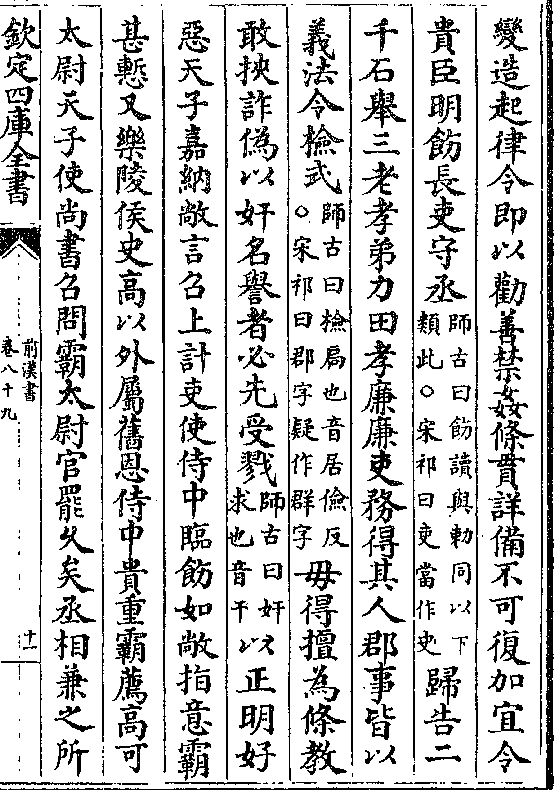 變造起律令即以勸善禁姦條貫詳備不可復加宜令
貴臣明飭長吏守丞師古曰飭讀與勅同以下類此○宋祁曰吏當作史歸告二
千石舉三老孝弟力田孝廉廉吏務得其人郡事皆以
義法令檢式師古曰檢局也音居儉反○宋祁曰郡字疑作群字毋得擅為條教
敢挾詐偽以奸名譽者必先受戮師古曰奸求也音干以正明好
惡天子嘉納敞言召上計吏使侍中臨飭如敞指意霸
甚慙又樂陵侯史高以外屬舊恩侍中貴重霸薦高可
太尉天子使尚書召問霸太尉官罷久矣丞相兼之所
欽定四庫全書
前漢書
卷八十九
十一